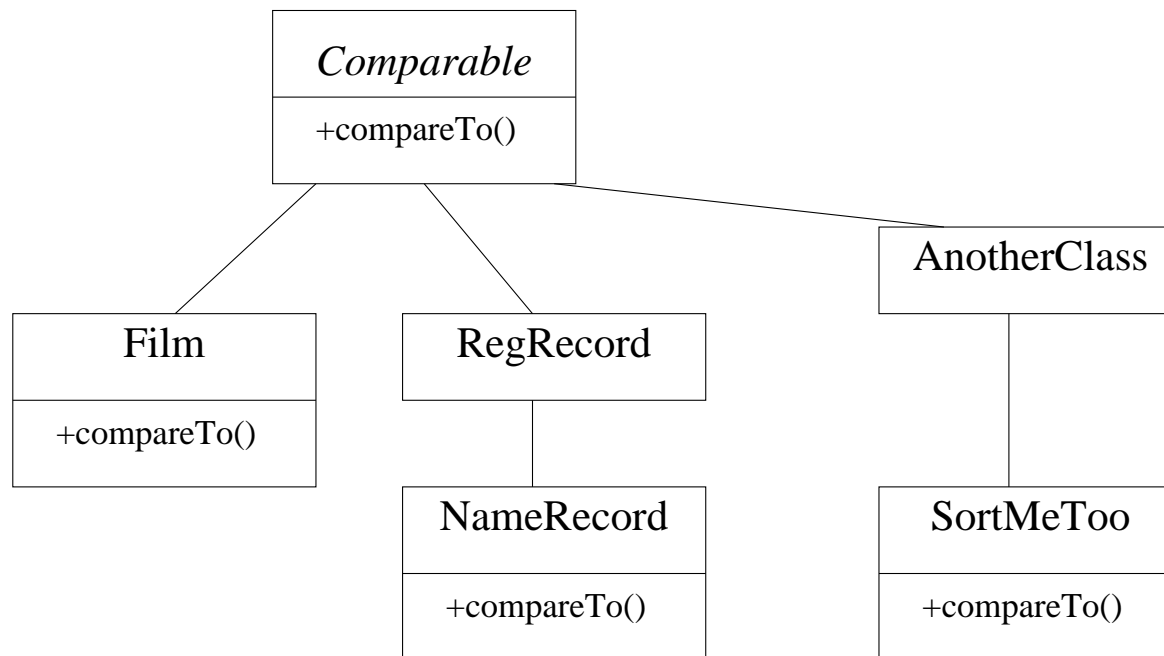 Comparable
+compareTo()
AnotherClass
Film
RegRecord
+compareTo()
NameRecord
SortMeToo
+compareTo()
+compareTo()